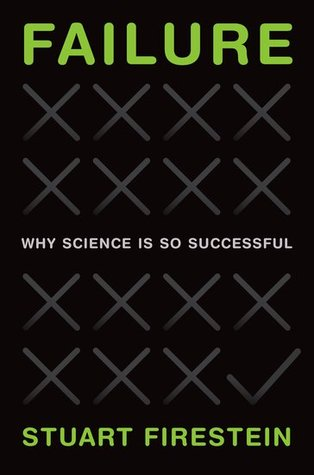 FAILURE
WHY SCIENCE IS SO SUCCESSFUL
STUART FIRESTEIN